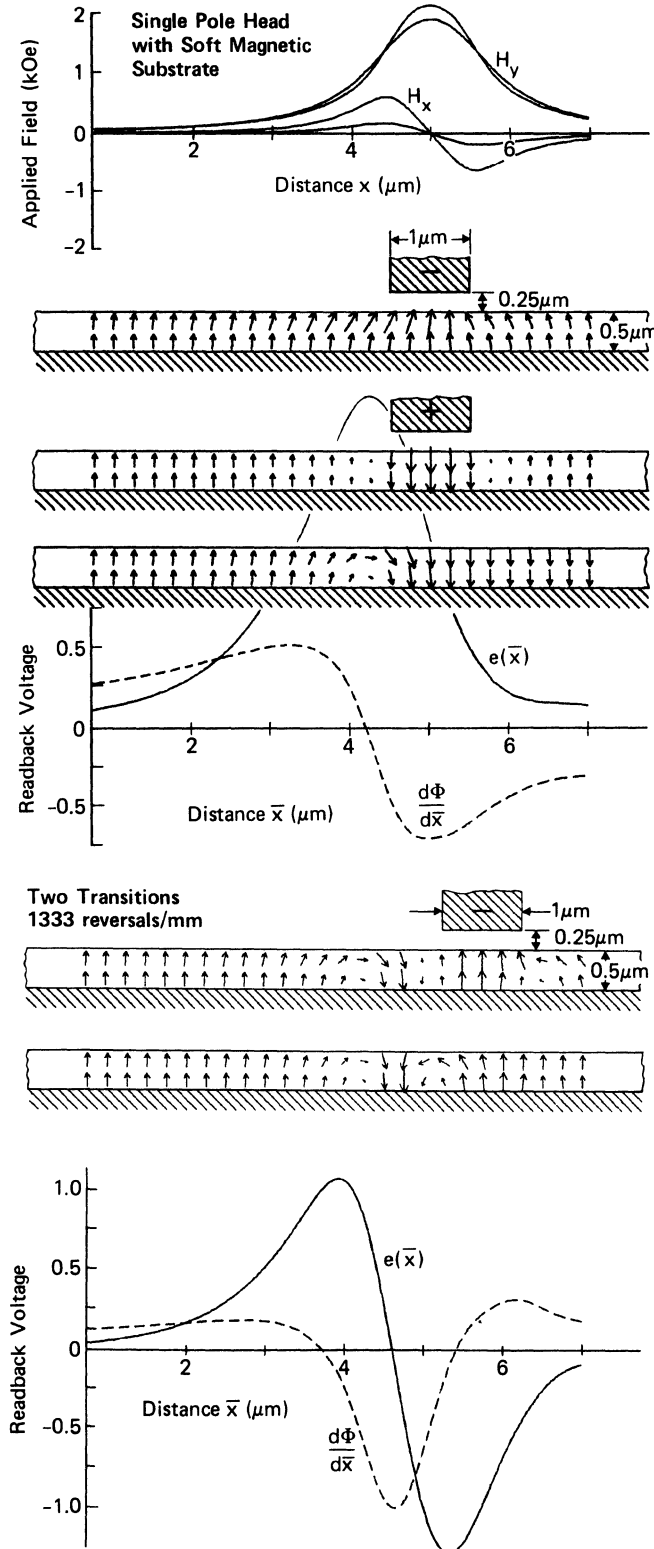 Single Pole Head
with Soft Magnetic
Substrate
Applied Field (kOe)
2
1
0
-1
-2
Hy
Hx
2
4
6
Distance x (μm)
1μm
−
0.25μm
0.5μm
+
Readback Voltage
0.5
0
-0.5
2
4
6
e(x̅)
Distance x̅ (μm)
dΦ
dx̅
Two Transitions
1333 reversals/mm
−
1μm
0.25μm
0.5μm
Readback Voltage
1.0
0.5
0
-0.5
-1.0
e(x̅)
2
4
6
Distance x̅ (μm)
dΦ
dx̅